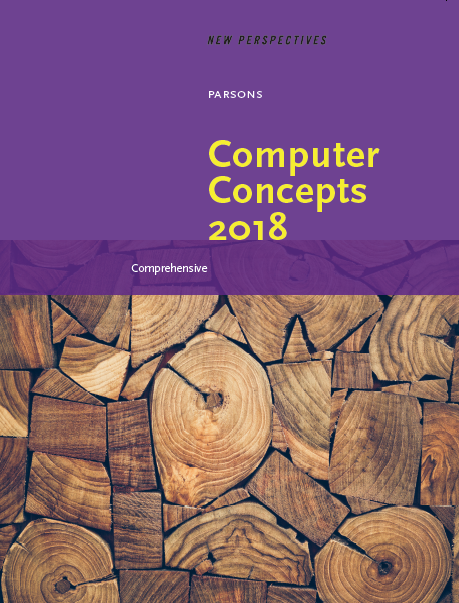 NEW PERSPECTIVES
PARSONS
Computer
Concepts
2018
Comprehensive